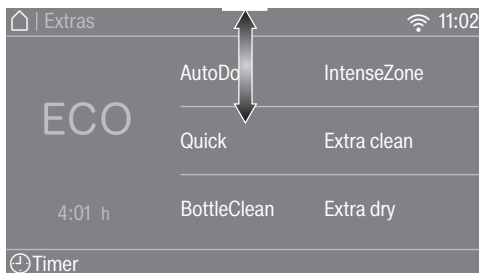 | Extras 11:02
AutoDo IntenseZone
ECO
Quick Extra clean
4:01 h BottleClean Extra dry
Timer